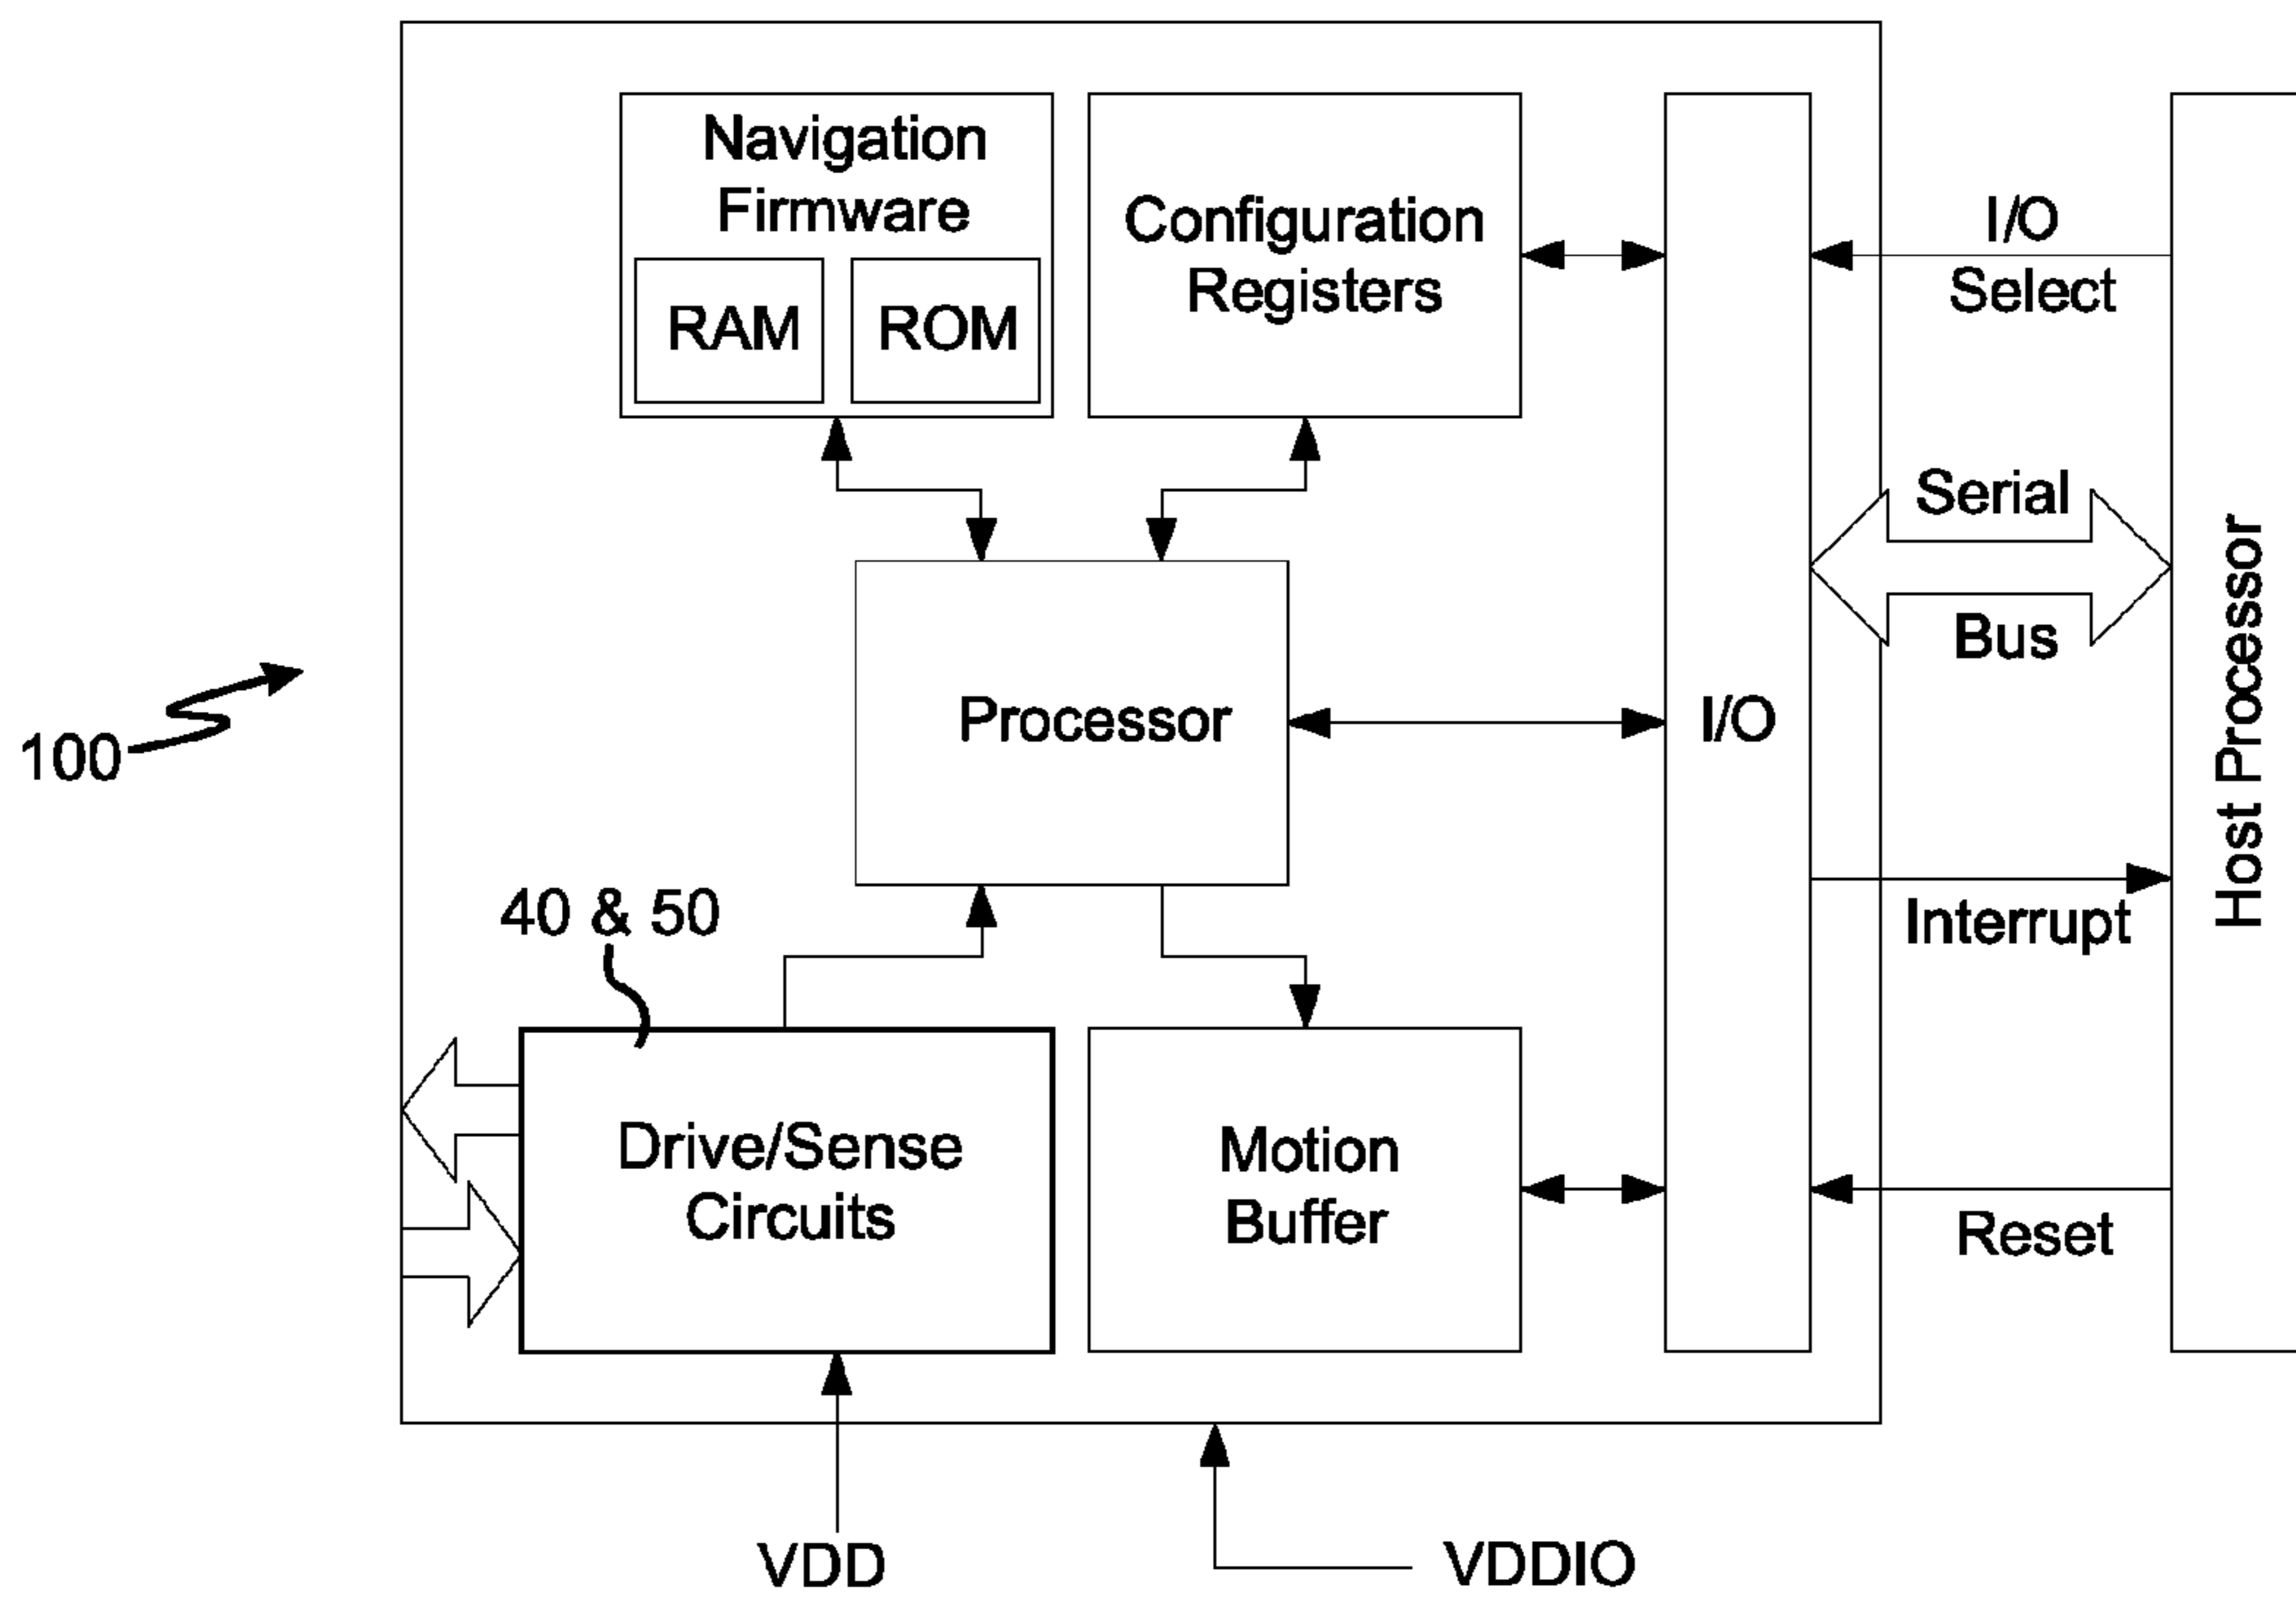 Navigation
Firmware
RAM
ROM
Configuration
Registers
I/O
Select
Serial
Bus
Processor
I/O
Host Processor
100
40 & 50
Interrupt
Drive/Sense
Circuits
Motion
Buffer
Reset
VDD
VDDIO